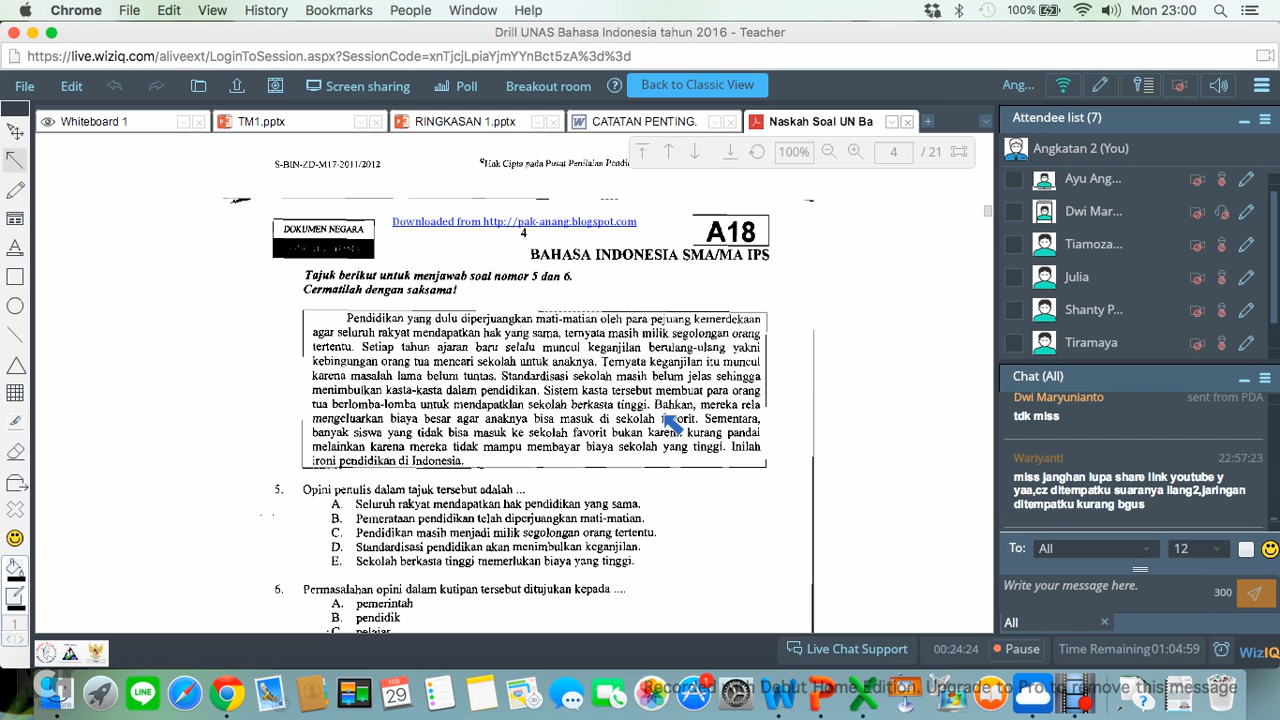 Chrome File Edit View History Bookmarks People Window Help 100% Mon 23:00
Drill UNAS Bahasa Indonesia tahun 2016 - Teacher
https://live.wiziq.com/aliveext/LoginToSession.aspx?SessionCode=xnTjcjLpiaYjmYYnBct5zA%3d%3d
File Edit Screen sharing Poll Breakout room Back to Classic View Ang...
Whiteboard 1 TM1.pptx RINGKASAN 1.pptx CATATAN PENTING. Naskah Soal UN Ba
Attendee list (7)
100% 4 / 21
S-BIN-ZD-M17-2011/2012 ©Hak Cipta pada Pusat Penilaian Pendi
Angkatan 2 (You)
Ayu Ang...
Dwi Mar...
Tiamoza...
Julia
Shanty P...
Tiramaya
DOKUMEN NEGARA
Downloaded from http://pak-anang.blogspot.com
4
A18
BAHASA INDONESIA SMA/MA IPS
Tajuk berikut untuk menjawab soal nomor 5 dan 6.
Cermatilah dengan saksama!
Pendidikan yang dulu diperjuangkan mati-matian oleh para pejuang kemerdekaan
agar seluruh rakyat mendapatkan hak yang sama, ternyata masih milik segolongan orang
tertentu. Setiap tahun ajaran baru selalu muncul keganjilan berulang-ulang yakni
kebingungan orang tua mencari sekolah untuk anaknya. Ternyata keganjilan itu muncul
karena masalah lama belum tuntas. Standardisasi sekolah masih belum jelas sehingga
menimbulkan kasta-kasta dalam pendidikan. Sistem kasta tersebut membuat para orang
tua berlomba-lomba untuk mendapatklan sekolah berkasta tinggi. Bahkan, mereka rela
mengeluarkan biaya besar agar anaknya bisa masuk di sekolah favorit. Sementara,
banyak siswa yang tidak bisa masuk ke sekolah favorit bukan karena kurang pandai
melainkan karena mereka tidak mampu membayar biaya sekolah yang tinggi. Inilah
ironi pendidikan di Indonesia.
5. Opini penulis dalam tajuk tersebut adalah ...
A. Seluruh rakyat mendapatkan hak pendidikan yang sama.
B. Pemerataan pendidikan telah diperjuangkan mati-matian.
C. Pendidikan masih menjadi milik segolongan orang tertentu.
D. Standardisasi pendidikan akan menimbulkan keganjilan.
E. Sekolah berkasta tinggi memerlukan biaya yang tinggi.
6. Permasalahan opini dalam kutipan tersebut ditujukan kepada ....
A. pemerintah
B. pendidik
C. pelajar
Chat (All)
Dwi Maryunianto sent from PDA
tdk miss
Wariyanti 22:57:23
miss janghan lupa share link youtube y
yaa,cz ditempatku suaranya liang2,jaringan
ditempatku kurang bgus
To: All 12
Write your message here. 300
All
1
Live Chat Support 00:24:24 Pause Time Remaining 01:04:59 WizIQ
LINE
FEB
29
Recorded with Debut Home Edition. Upgrade to Pro to remove this message